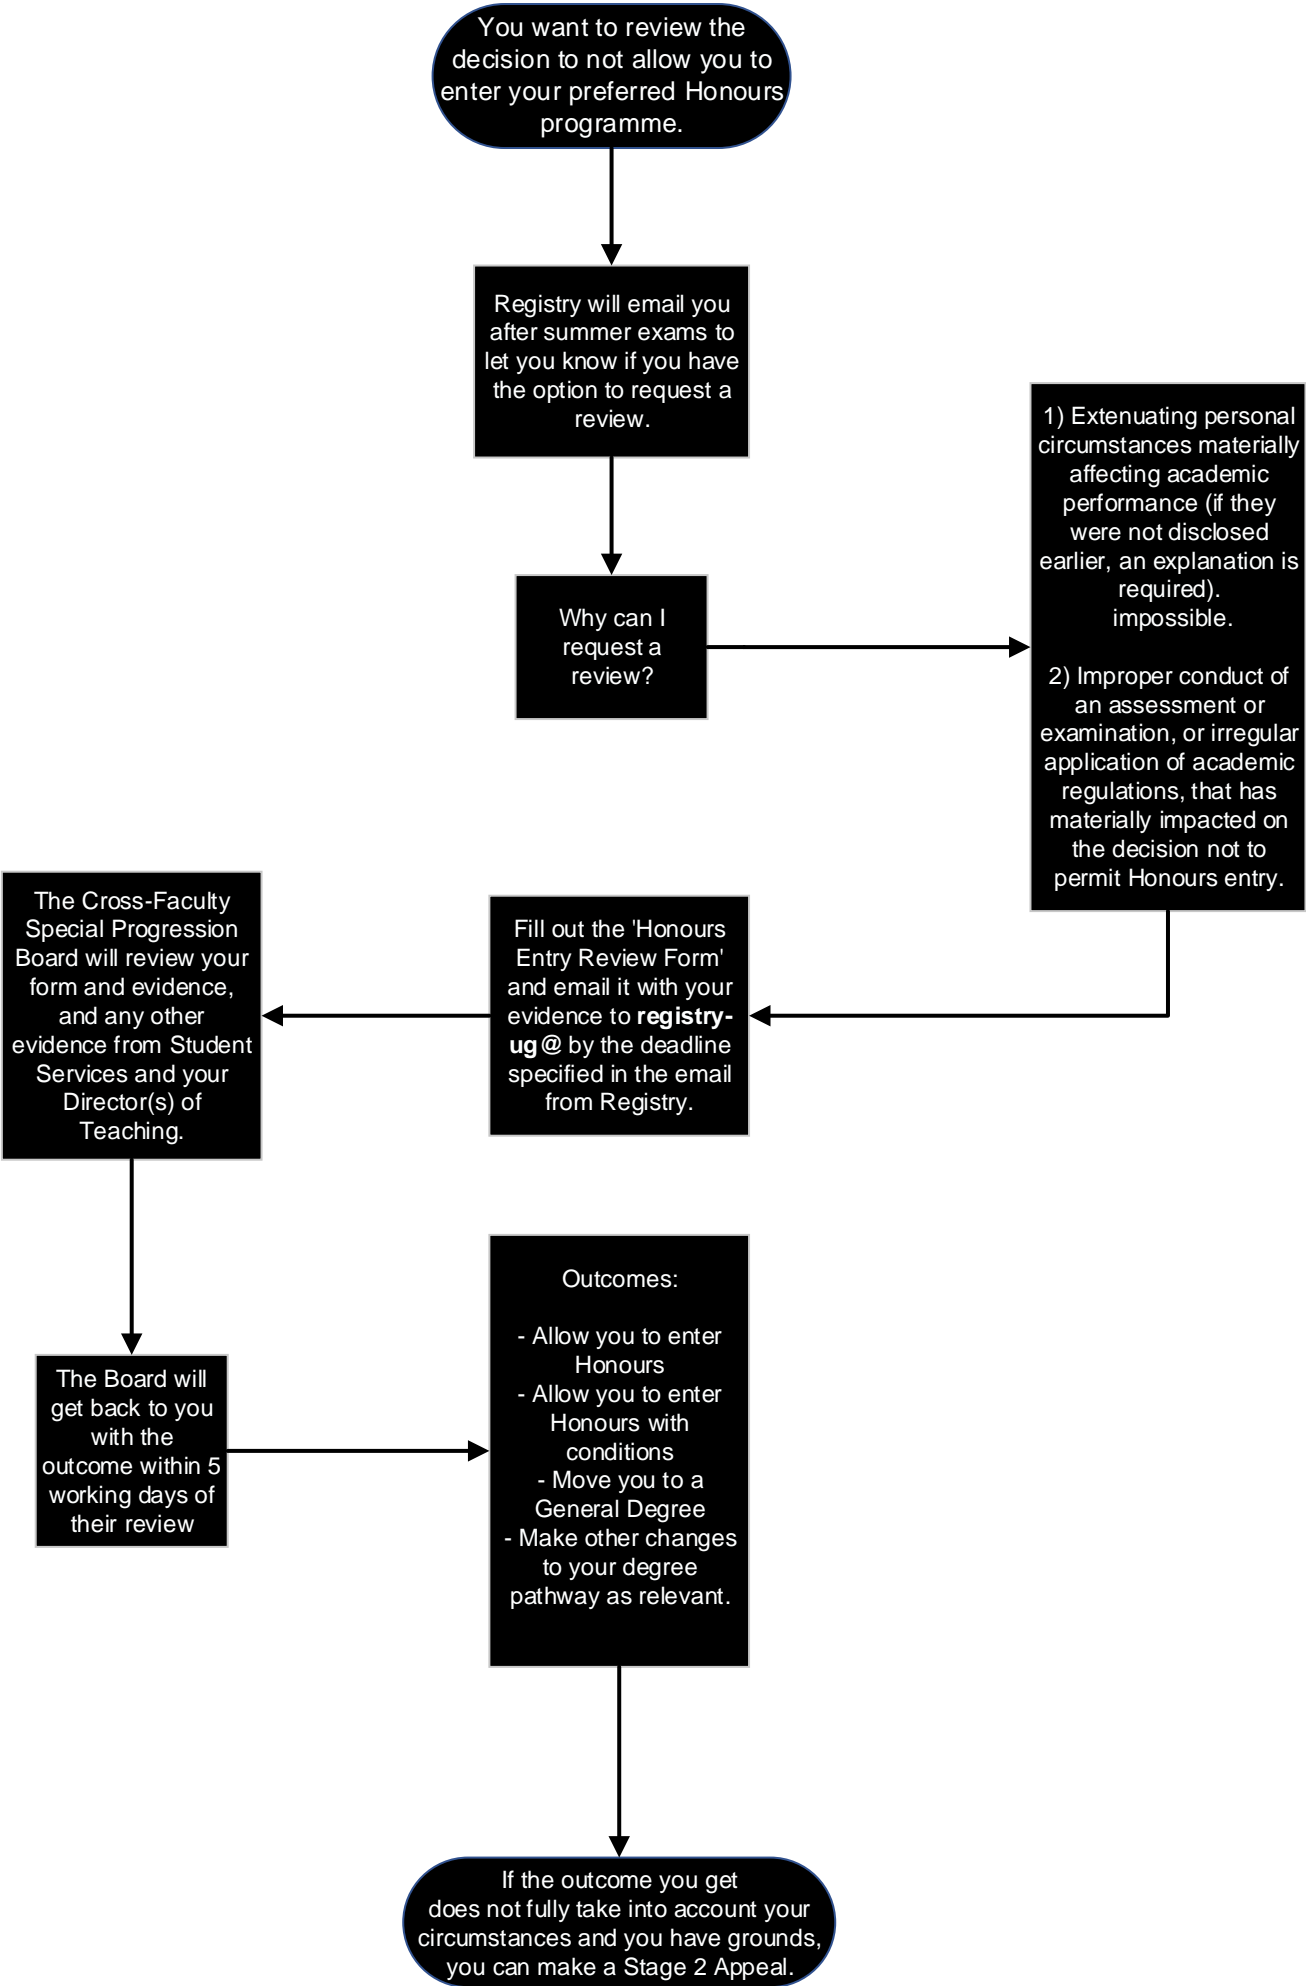 You want to review the
decision to not allow you to
enter your preferred Honours
programme.
Registry will email you
after summer exams to
let you know if you have
the option to request a
review.
Why can I
request a
review?
1) Extenuating personal
circumstances materially
affecting academic
performance (if they
were not disclosed
earlier, an explanation is
required).
impossible.
2) Improper conduct of
an assessment or
examination, or irregular
application of academic
regulations, that has
materially impacted on
the decision not to
permit Honours entry.
Fill out the 'Honours
Entry Review Form'
and email it with your
evidence to registry-
ug@ by the deadline
specified in the email
from Registry.
The Cross-Faculty
Special Progression
Board will review your
form and evidence,
and any other
evidence from Student
Services and your
Director(s) of
Teaching.
The Board will
get back to you
with the
outcome within 5
working days of
their review
Outcomes:
- Allow you to enter
Honours
- Allow you to enter
Honours with
conditions
- Move you to a
General Degree
- Make other changes
to your degree
pathway as relevant.
If the outcome you get
does not fully take into account your
circumstances and you have grounds,
you can make a Stage 2 Appeal.